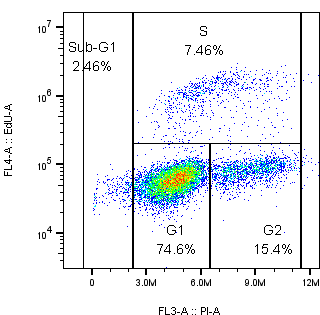 10^7
S
7.46%
Sub-G1
2.46%
10^6
FL4-A :: EdU-A
10^5
10^4
G1
74.6%
G2
15.4%
0
3.0M
6.0M
9.0M
12M
FL3-A :: PI-A